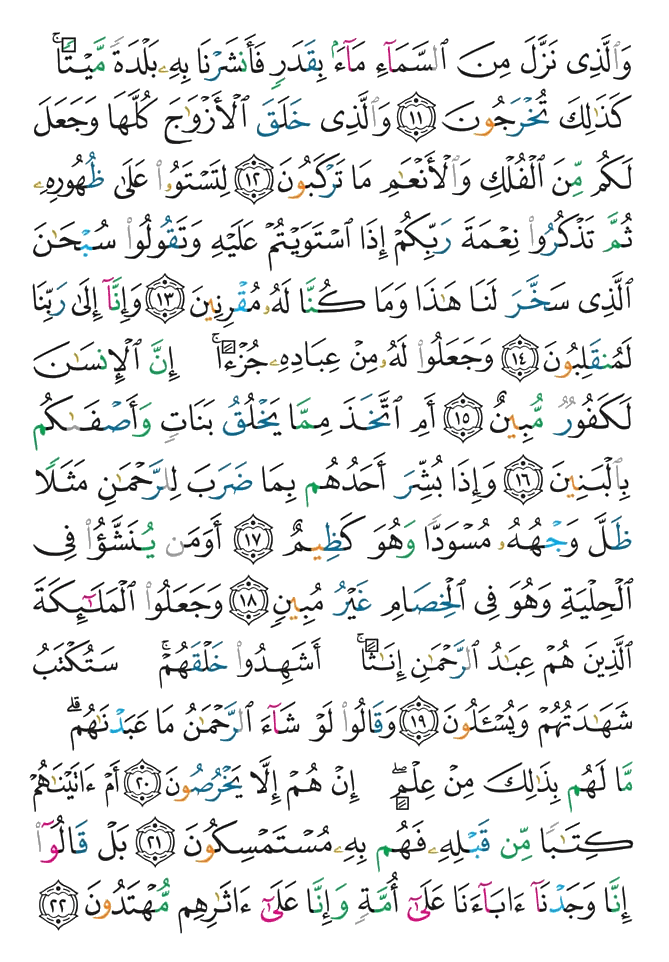 وَٱلَّذِى نَزَّلَ مِنَ ٱلسَّمَآءِ مَآءَۢ بِقَدَرٍ فَأَنشَرْنَا بِهِۦ بَلْدَةً مَّيْتًا ۚ
كَذَٰلِكَ تُخْرَجُونَ ١١ وَٱلَّذِى خَلَقَ ٱلْأَزْوَٰجَ كُلَّهَا وَجَعَلَ
لَكُم مِّنَ ٱلْفُلْكِ وَٱلْأَنْعَٰمِ مَا تَرْكَبُونَ ١٢ لِتَسْتَوُۥا۟ عَلَىٰ ظُهُورِهِۦ
ثُمَّ تَذْكُرُوا۟ نِعْمَةَ رَبِّكُمْ إِذَا ٱسْتَوَيْتُمْ عَلَيْهِ وَتَقُولُوا۟ سُبْحَٰنَ
ٱلَّذِى سَخَّرَ لَنَا هَٰذَا وَمَا كُنَّا لَهُۥ مُقْرِنِينَ ١٣ وَإِنَّآ إِلَىٰ رَبِّنَا
لَمُنقَلِبُونَ ١٤ وَجَعَلُوا۟ لَهُۥ مِنْ عِبَادِهِۦ جُزْءًا ۚ إِنَّ ٱلْإِنسَٰنَ
لَكَفُورٌ مُّبِينٌ ١٥ أَمِ ٱتَّخَذَ مِمَّا يَخْلُقُ بَنَاتٍ وَأَصْفَىٰكُم
بِٱلْبَنِينَ ١٦ وَإِذَا بُشِّرَ أَحَدُهُم بِمَا ضَرَبَ لِلرَّحْمَٰنِ مَثَلًا
ظَلَّ وَجْهُهُۥ مُسْوَدًّا وَهُوَ كَظِيمٌ ١٧ أَوَمَن يُنَشَّؤُا۟ فِى
ٱلْحِلْيَةِ وَهُوَ فِى ٱلْخِصَامِ غَيْرُ مُبِينٍ ١٨ وَجَعَلُوا۟ ٱلْمَلَٰٓئِكَةَ
ٱلَّذِينَ هُمْ عِبَٰدُ ٱلرَّحْمَٰنِ إِنَٰثًا ۚ أَشَهِدُوا۟ خَلْقَهُمْ ۚ سَتُكْتَبُ
شَهَٰدَتُهُمْ وَيُسْـَٔلُونَ ١٩ وَقَالُوا۟ لَوْ شَآءَ ٱلرَّحْمَٰنُ مَا عَبَدْنَٰهُم ۗ
مَّا لَهُم بِذَٰلِكَ مِنْ عِلْمٍ ۖ إِنْ هُمْ إِلَّا يَخْرُصُونَ ٢٠ أَمْ ءَاتَيْنَٰهُمْ
كِتَٰبًا مِّن قَبْلِهِۦ فَهُم بِهِۦ مُسْتَمْسِكُونَ ٢١ بَلْ قَالُوٓا۟
إِنَّا وَجَدْنَآ ءَابَآءَنَا عَلَىٰٓ أُمَّةٍ وَإِنَّا عَلَىٰٓ ءَاثَٰرِهِم مُّهْتَدُونَ ٢٢